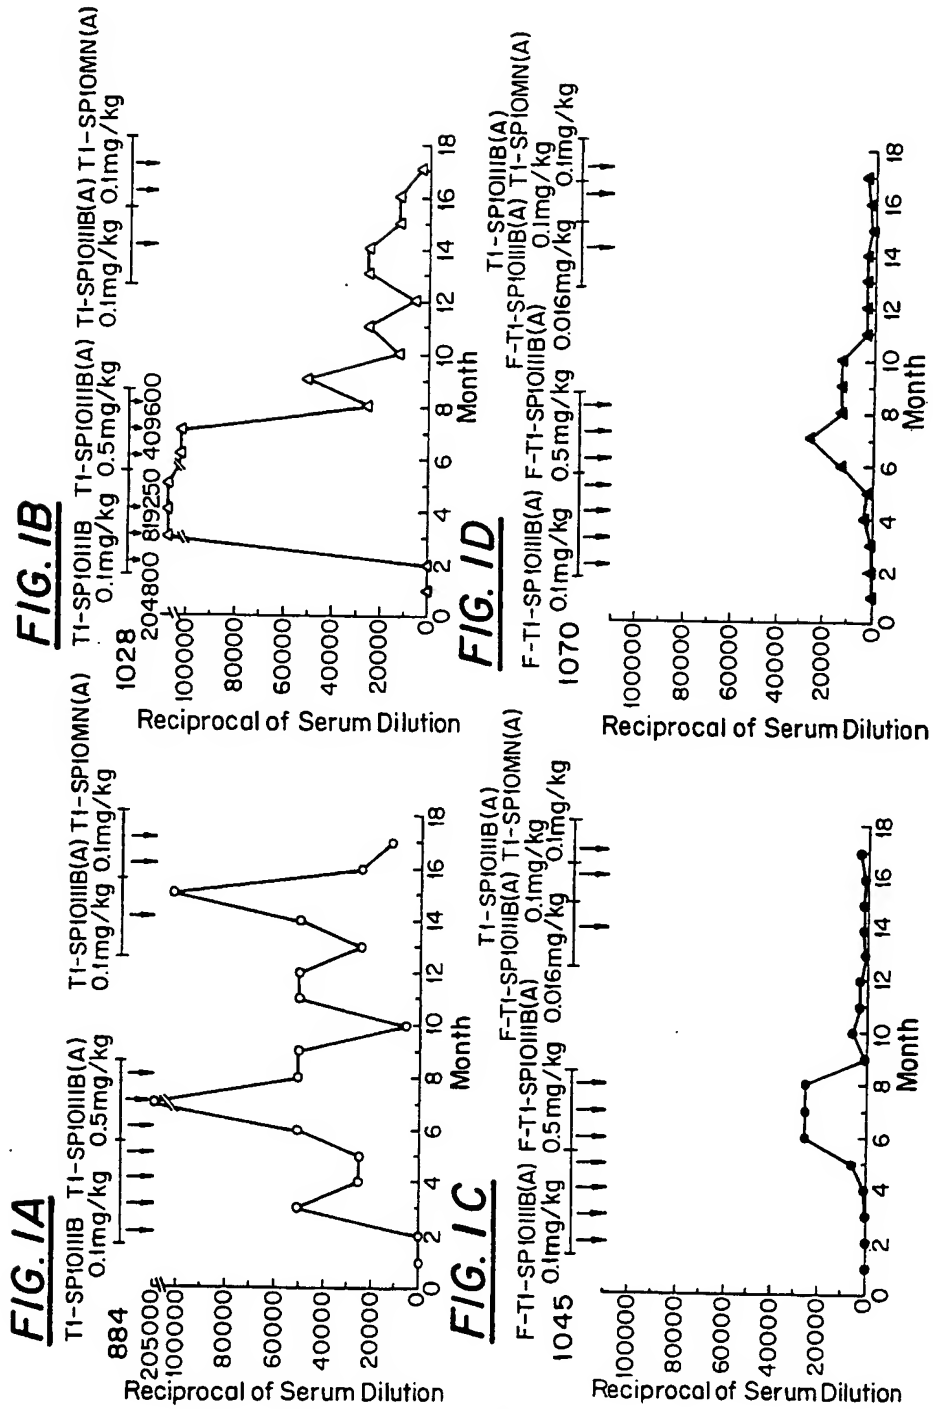 FIG. 1A
T1-SP10IIIB T1-SP10IIIB(A) T1-SP10IIIB(A) T1-SP10MN(A)
0.1mg/kg 0.5mg/kg 0.1mg/kg 0.1mg/kg
884
205000
100000
80000
60000
40000
20000
0
0 2 4 6 8 10 12 14 16 18
Month
Reciprocal of Serum Dilution
FIG. 1B
T1-SP10IIIB T1-SP10IIIB(A) T1-SP10IIIB(A) T1-SP10MN(A)
0.1mg/kg 0.5mg/kg 0.1mg/kg 0.1mg/kg
1028
204800 819250 409600
100000
80000
60000
40000
20000
0
0 2 4 6 8 10 12 14 16 18
Month
Reciprocal of Serum Dilution
FIG. 1C
T1-SP10IIIB(A)
F-T1-SP10IIIB(A) T1-SP10MN(A)
F-T1-SP10IIIB(A) F-T1-SP10IIIB(A) 0.1mg/kg
0.1mg/kg 0.5mg/kg 0.016mg/kg 0.1mg/kg
1045
100000
80000
60000
40000
20000
0
0 2 4 6 8 10 12 14 16 18
Month
Reciprocal of Serum Dilution
FIG. 1D
T1-SP10IIIB(A)
F-T1-SP10IIIB(A) T1-SP10MN(A)
F-T1-SP10IIIB(A) F-T1-SP10IIIB(A) 0.1mg/kg
0.1mg/kg 0.5mg/kg 0.016mg/kg 0.1mg/kg
1070
100000
80000
60000
40000
20000
0
0 2 4 6 8 10 12 14 16 18
Month
Reciprocal of Serum Dilution